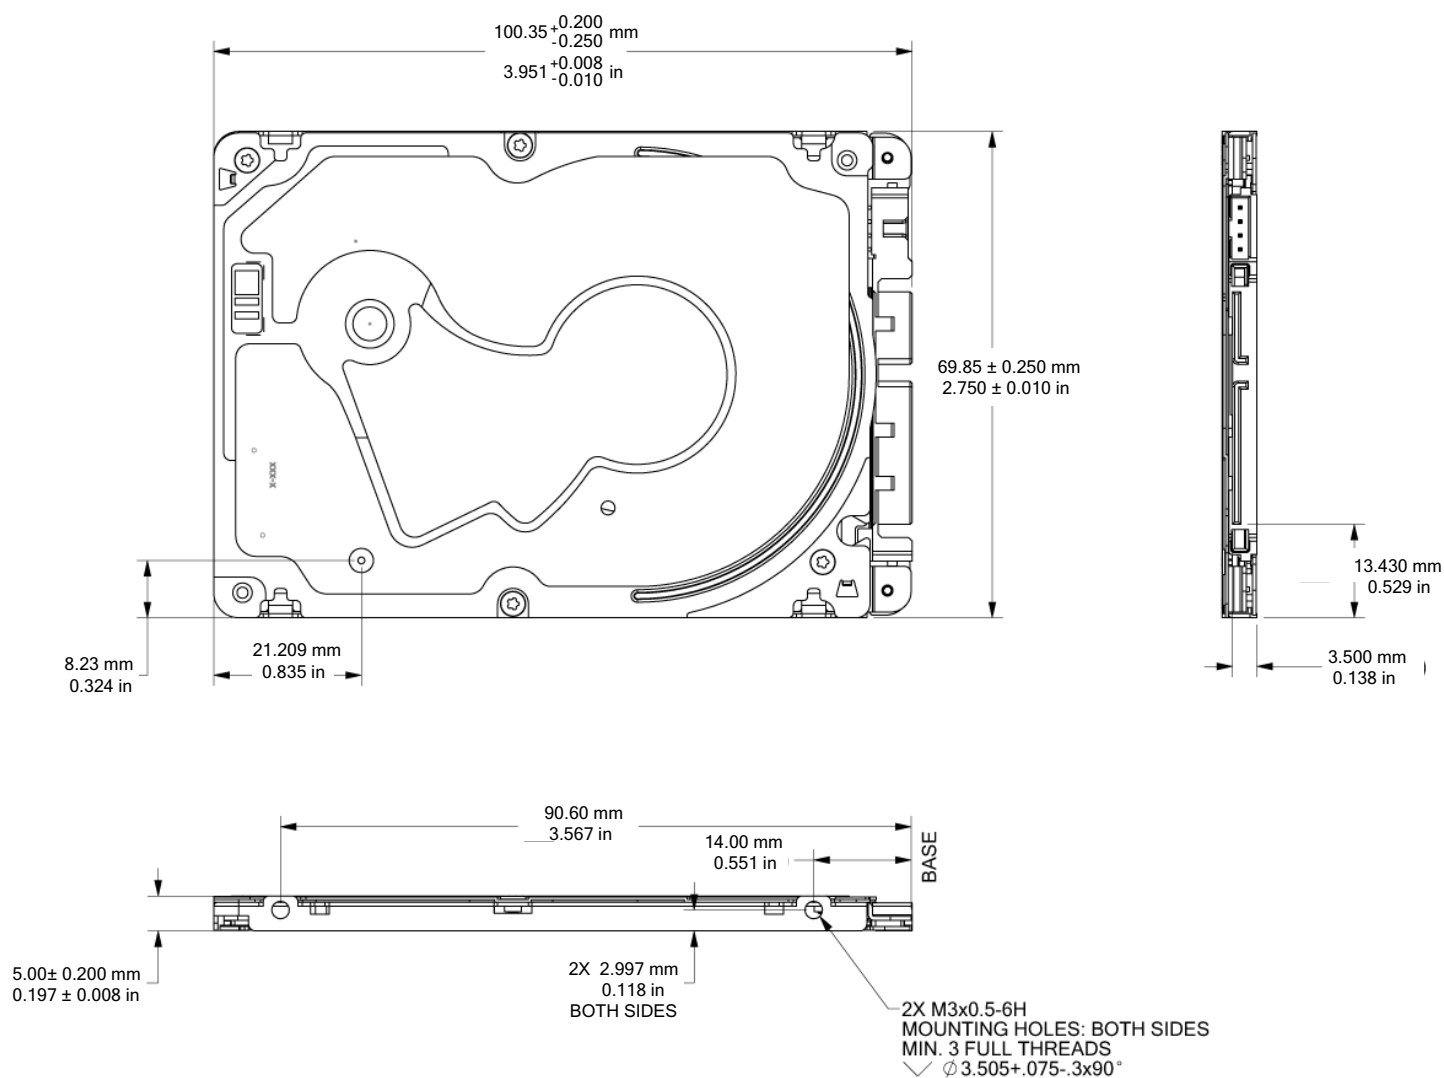 100.35 +0.200 -0.250 mm
3.951 +0.008 -0.010 in
X-XXX
69.85 ± 0.250 mm
2.750 ± 0.010 in
13.430 mm
0.529 in
8.23 mm
0.324 in
21.209 mm
0.835 in
3.500 mm
0.138 in
90.60 mm
3.567 in
14.00 mm
0.551 in
BASE
5.00± 0.200 mm
0.197 ± 0.008 in
2X 2.997 mm
0.118 in
BOTH SIDES
2X M3x0.5-6H
MOUNTING HOLES: BOTH SIDES
MIN. 3 FULL THREADS
⌵ ∅ 3.505+.075-.3x90°